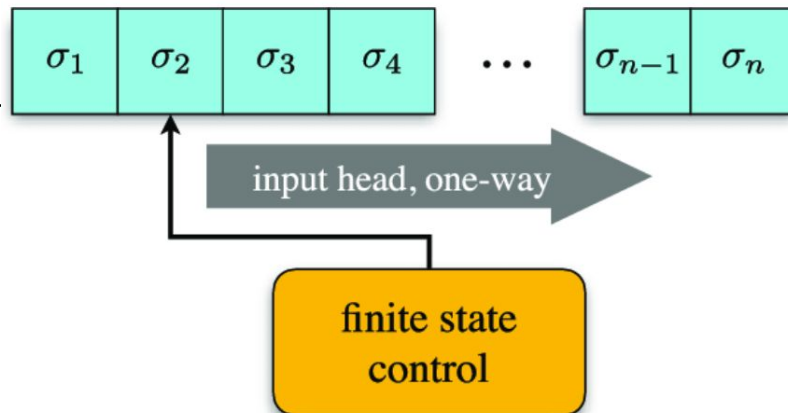 σ₁ σ₂ σ₃ σ₄ ... σₙ₋₁ σₙ
input head, one-way
finite state
control